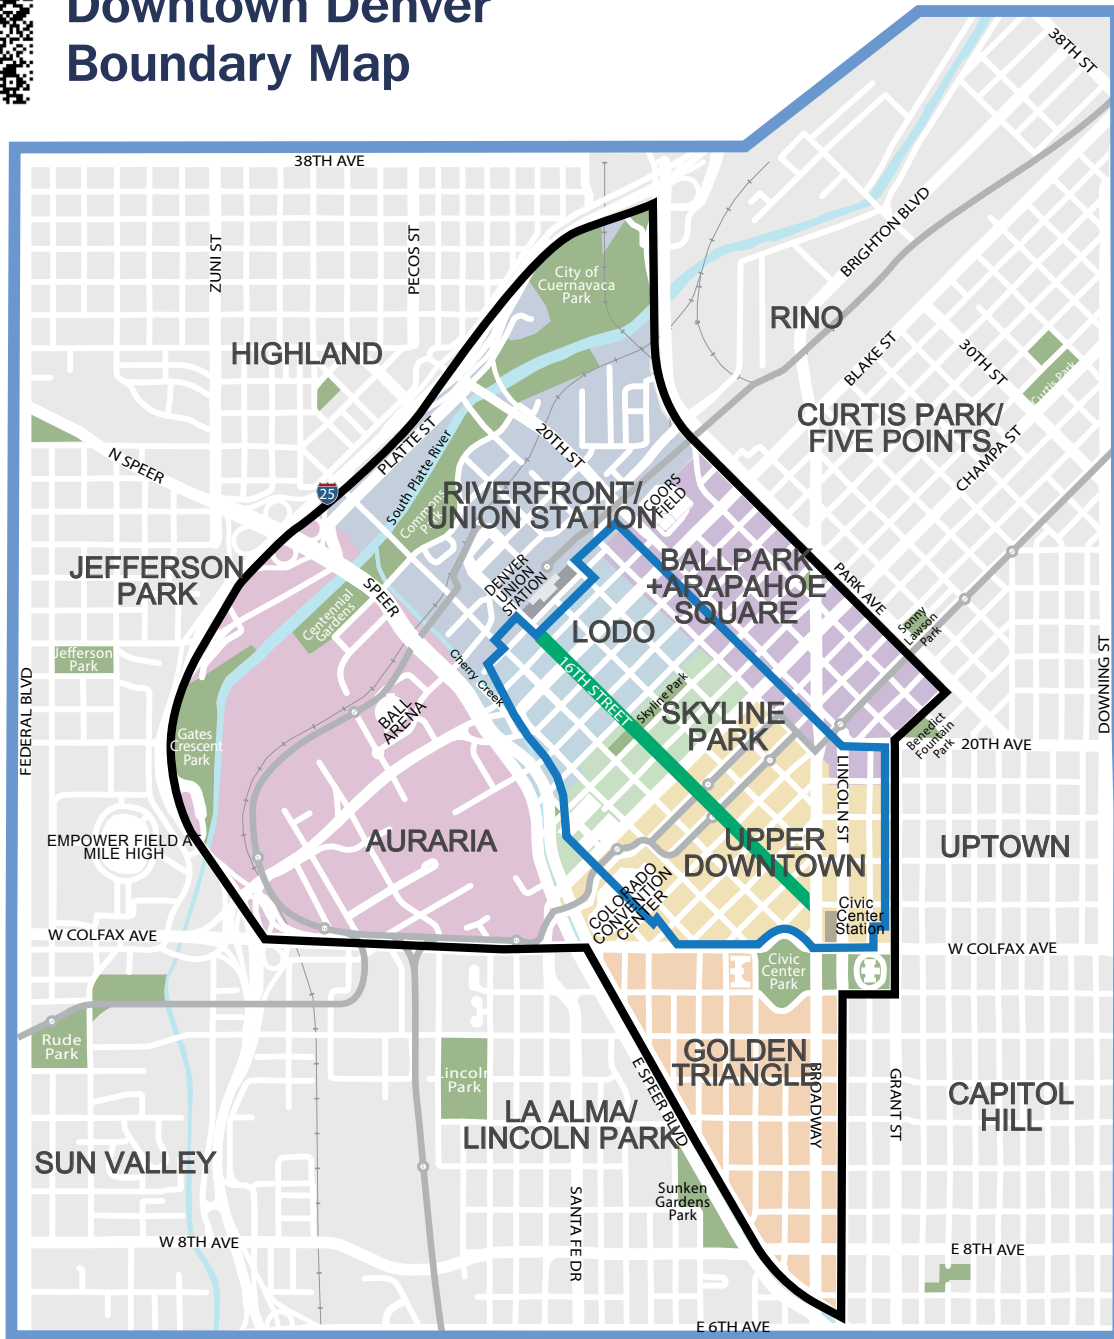 Downtown Denver
Boundary Map
38TH ST
38TH AVE
ZUNI ST
PECOS ST
BRIGHTON BLVD
City of
Cuernavaca
Park
RINO
HIGHLAND
BLAKE ST
30TH ST
Curtis Park
CURTIS PARK/
FIVE POINTS
CHAMPA ST
PLATTE ST
20TH ST
N SPEER
South Platte River
25
Commons
Park
RIVERFRONT/
UNION STATION
COORS
FIELD
JEFFERSON
PARK
DENVER
UNION
STATION
BALLPARK
+ARAPAHOE
SQUARE
PARK AVE
SPEER
Centennial
Gardens
Sonny
Lawson
Park
LODO
Jefferson
Park
Cherry Creek
16TH STREET
Skyline Park
DOWNING ST
FEDERAL BLVD
BALL
ARENA
SKYLINE
PARK
Gates
Crescent
Park
Benedict
Fountain
Park
20TH AVE
LINCOLN ST
EMPOWER FIELD AT
MILE HIGH
AURARIA
UPPER
DOWNTOWN
UPTOWN
COLORADO
CONVENTION
CENTER
Civic
Center
Station
W COLFAX AVE
W COLFAX AVE
Civic
Center
Park
Rude
Park
GOLDEN
TRIANGLE
Lincoln
Park
E SPEER BLVD
BROADWAY
GRANT ST
CAPITOL
HILL
LA ALMA/
LINCOLN PARK
SUN VALLEY
Sunken
Gardens
Park
SANTA FE DR
W 8TH AVE
E 8TH AVE
E 6TH AVE